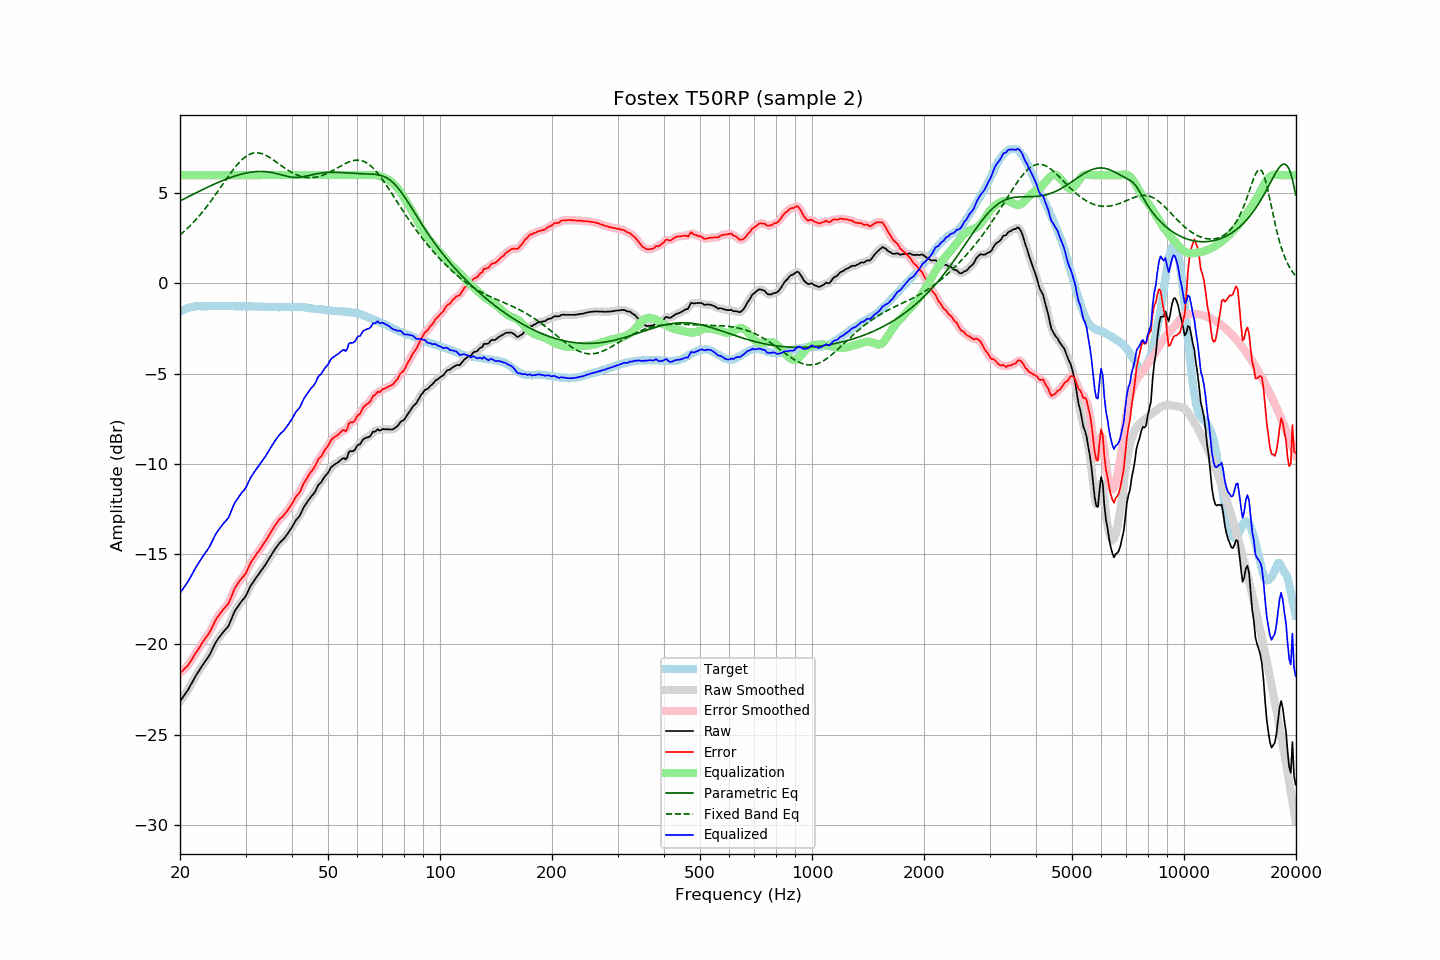 Fostex T50RP (sample 2)
Amplitude (dBr)
5
0
−5
−10
−15
−20
−25
−30
Target
Raw Smoothed
Error Smoothed
Raw
Error
Equalization
Parametric Eq
Fixed Band Eq
Equalized
20 50 100 200 500 1000 2000 5000 10000 20000
Frequency (Hz)